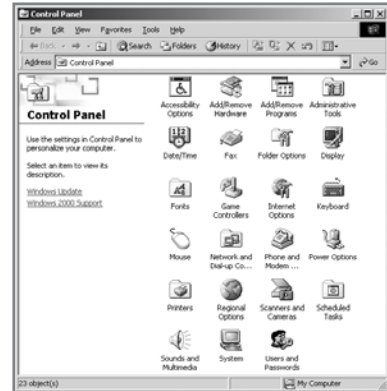 Control Panel
File Edit View Favorites Tools Help
Back Search Folders History
Address Control Panel Go
Control Panel
Use the settings in Control Panel to
personalize your computer.
Select an item to view its
description.
Windows Update
Windows 2000 Support
Accessibility Options
Add/Remove Hardware
Add/Remove Programs
Administrative Tools
Date/Time
Fax
Folder Options
Display
Fonts
Game Controllers
Internet Options
Keyboard
Mouse
Network and Dial-up Co...
Phone and Modem ...
Power Options
Printers
Regional Options
Scanners and Cameras
Scheduled Tasks
Sounds and Multimedia
System
Users and Passwords
23 object(s)
My Computer